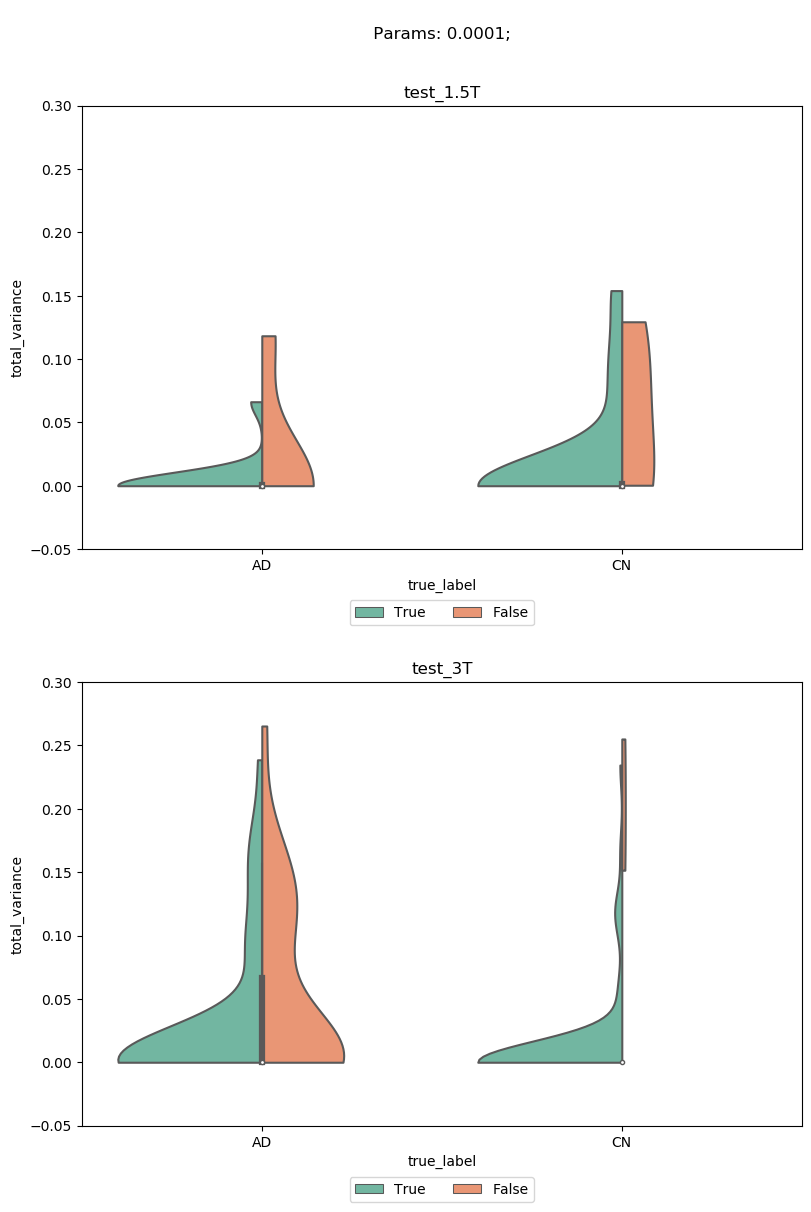 Params: 0.0001;
test_1.5T
0.30
0.25
0.20
0.15
0.10
0.05
0.00
−0.05
total_variance
AD CN
true_label
True False
test_3T
0.30
0.25
0.20
0.15
0.10
0.05
0.00
−0.05
total_variance
AD CN
true_label
True False